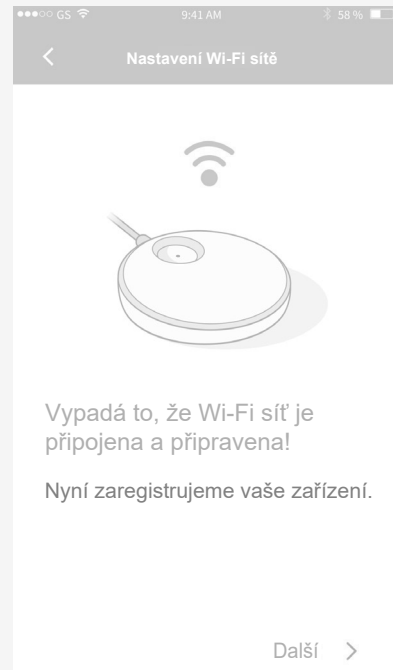 GS 9:41 AM 58 %
Nastavení Wi-Fi sítě
Vypadá to, že Wi-Fi síť je
připojena a připravena!
Nyní zaregistrujeme vaše zařízení.
Další